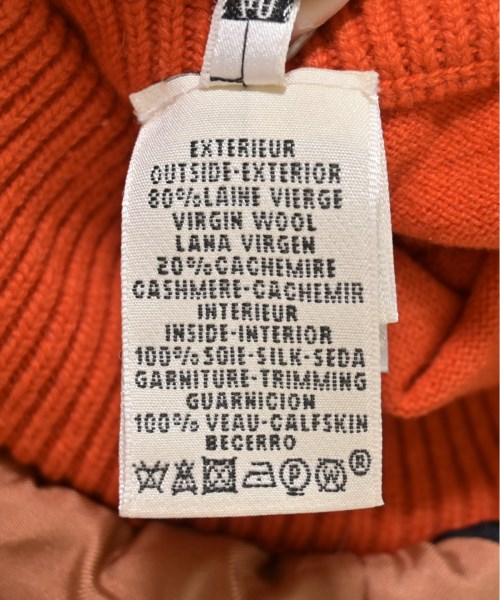 EXTERIEUR
OUTSIDE-EXTERIOR
80% LAINE VIERGE
VIRGIN WOOL
LANA VIRGEN
20% CACHEMIRE
CASHMERE-CACHEMIR
INTERIEUR
INSIDE-INTERIOR
100% SOIE-SILK-SEDA
GARNITURE-TRIMMING
GUARNICION
100% VEAU-CALFSKIN
BECERRO
P W ®